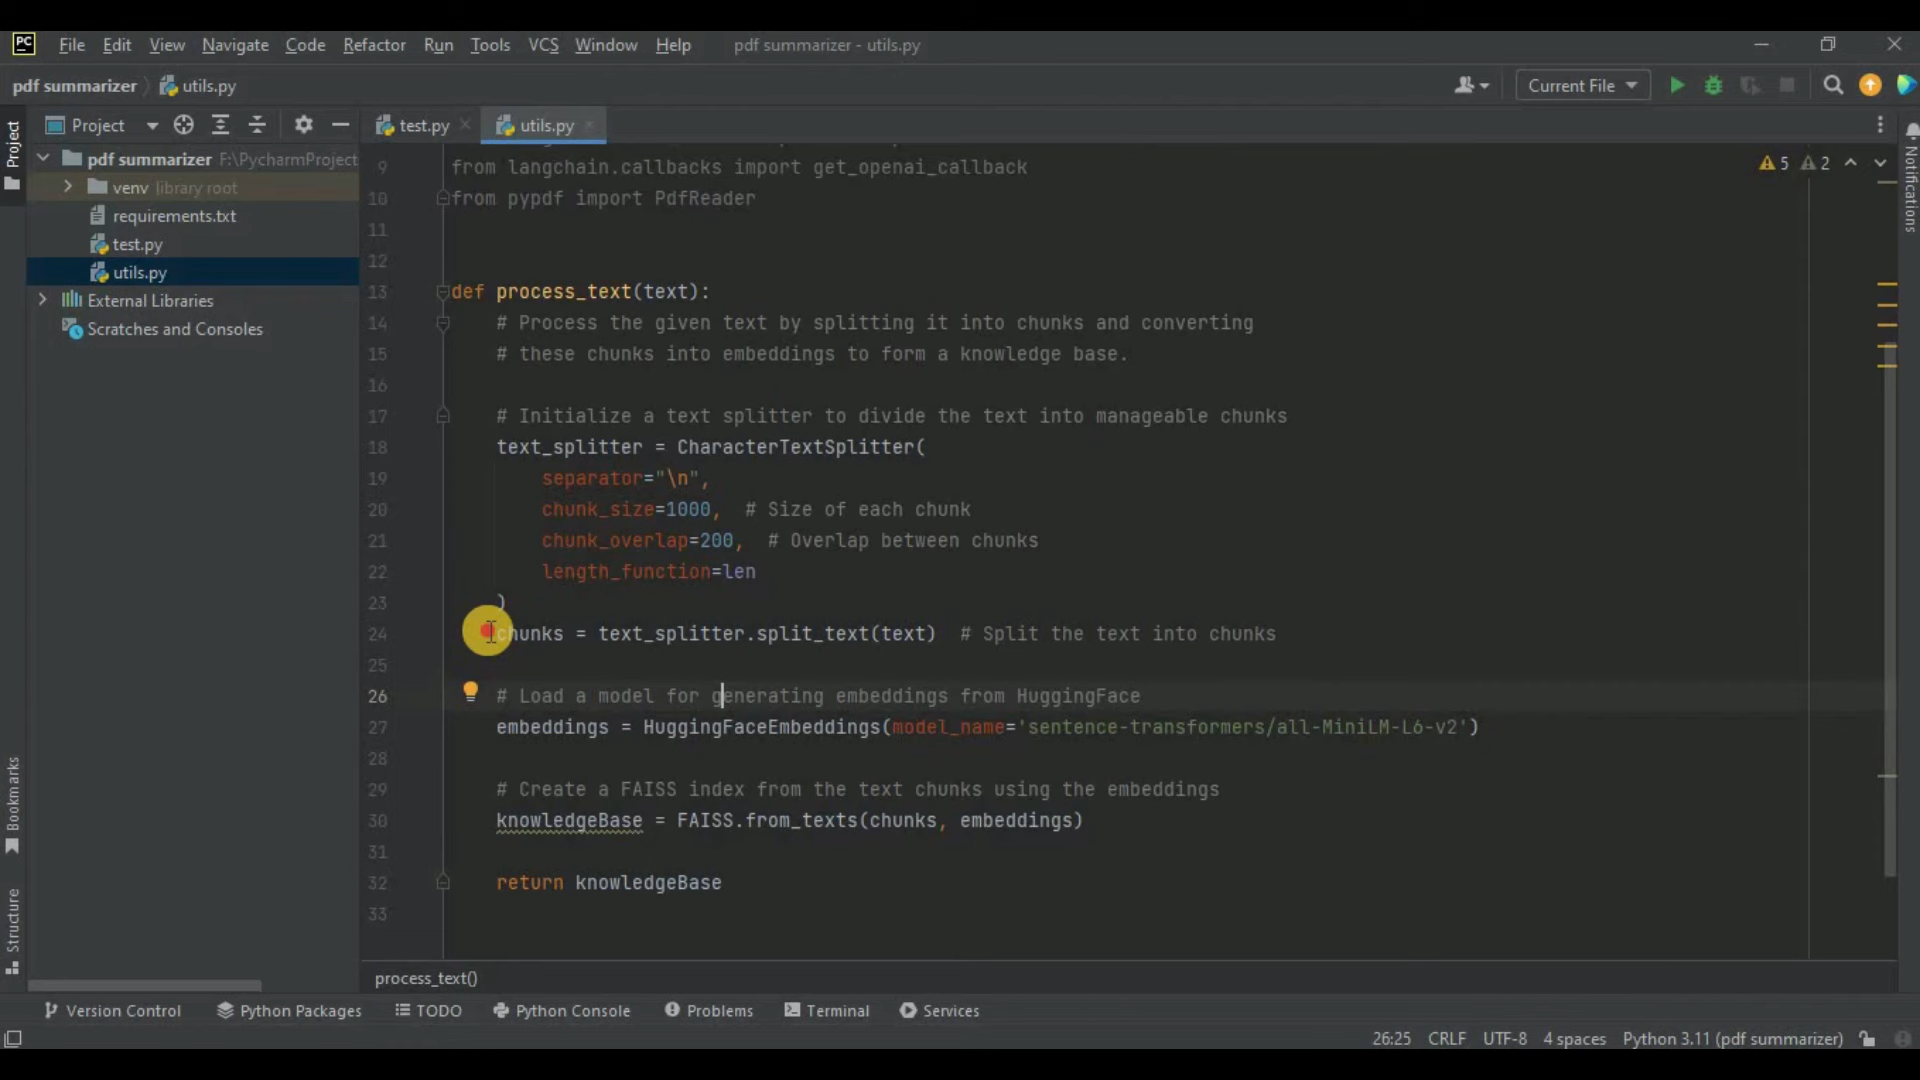 PC File Edit View Navigate Code Refactor Run Tools VCS Window Help pdf summarizer - utils.py
pdf summarizer utils.py Current File
Project test.py utils.py
Project
pdf summarizer F:\PycharmProject
venv library root
requirements.txt
test.py
utils.py
External Libraries
Scratches and Consoles
Bookmarks
Structure
5 2
Notifications
9 from langchain.callbacks import get_openai_callback
10 from pypdf import PdfReader
11
12
13 def process_text(text):
14 # Process the given text by splitting it into chunks and converting
15 # these chunks into embeddings to form a knowledge base.
16
17 # Initialize a text splitter to divide the text into manageable chunks
18 text_splitter = CharacterTextSplitter(
19 separator="\n",
20 chunk_size=1000, # Size of each chunk
21 chunk_overlap=200, # Overlap between chunks
22 length_function=len
23 )
24 chunks = text_splitter.split_text(text) # Split the text into chunks
25
26 # Load a model for generating embeddings from HuggingFace
27 embeddings = HuggingFaceEmbeddings(model_name='sentence-transformers/all-MiniLM-L6-v2')
28
29 # Create a FAISS index from the text chunks using the embeddings
30 knowledgeBase = FAISS.from_texts(chunks, embeddings)
31
32 return knowledgeBase
33
process_text()
Version Control Python Packages TODO Python Console Problems Terminal Services
26:25 CRLF UTF-8 4 spaces Python 3.11 (pdf summarizer)